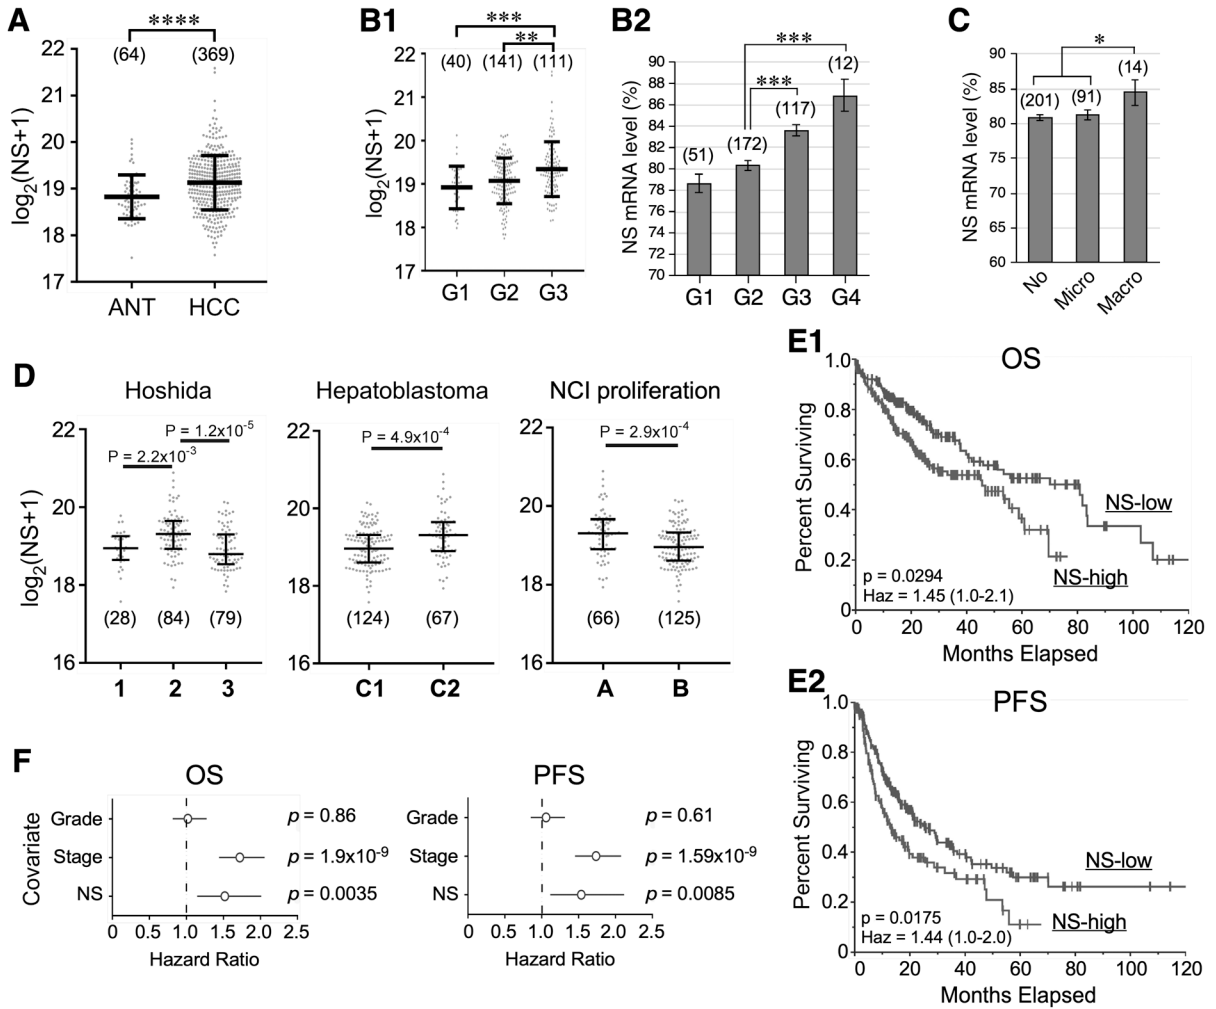 A
****
(64) (369)
22
21
20
19
18
17
log2(NS+1)
ANT HCC
B1
***
**
(40) (141) (111)
22
21
20
19
18
17
log2(NS+1)
G1 G2 G3
B2
***
***
(51) (172) (117) (12)
90
88
86
84
82
80
78
76
74
72
70
NS mRNA level (%)
G1 G2 G3 G4
C
*
(201) (91) (14)
90
85
80
75
80
65
60
NS mRNA level (%)
No Micro Macro
D
Hoshida
P = 1.2x10-5
P = 2.2x10-3
22
20
18
16
log2(NS+1)
(28) (84) (79)
1 2 3
Hepatoblastoma
P = 4.9x10-4
22
20
18
16
(124) (67)
C1 C2
NCI proliferation
P = 2.9x10-4
22
20
18
16
(66) (125)
A B
E1
OS
1.0
0.8
0.6
0.4
0.2
0
Percent Surviving
NS-low
NS-high
p = 0.0294
Haz = 1.45 (1.0-2.1)
0 20 40 60 80 100 120
Months Elapsed
E2
PFS
1.0
0.8
0.6
0.4
0.2
0
Percent Surviving
NS-low
NS-high
p = 0.0175
Haz = 1.44 (1.0-2.0)
0 20 40 60 80 100 120
Months Elapsed
F
OS
Covariate
Grade p = 0.86
Stage p = 1.9x10-9
NS p = 0.0035
0 0.5 1.0 1.5 2.0 2.5
Hazard Ratio
PFS
Grade p = 0.61
Stage p = 1.59x10-9
NS p = 0.0085
0 0.5 1.0 1.5 2.0 2.5
Hazard Ratio